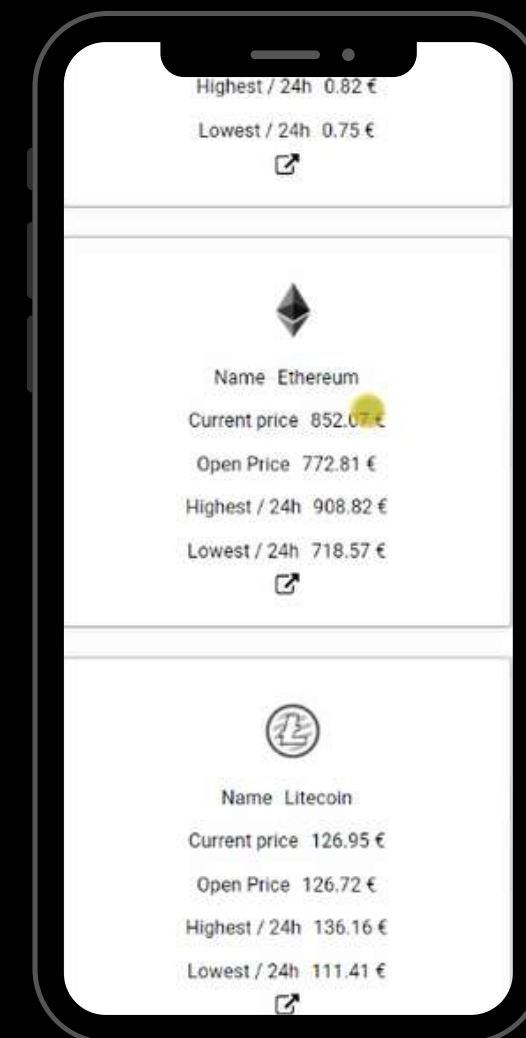 Highest / 24h 0.82 €
Lowest / 24h 0.75 €
Name Ethereum
Current price 852.07 €
Open Price 772.81 €
Highest / 24h 908.82 €
Lowest / 24h 718.57 €
Name Litecoin
Current price 126.95 €
Open Price 126.72 €
Highest / 24h 136.16 €
Lowest / 24h 111.41 €